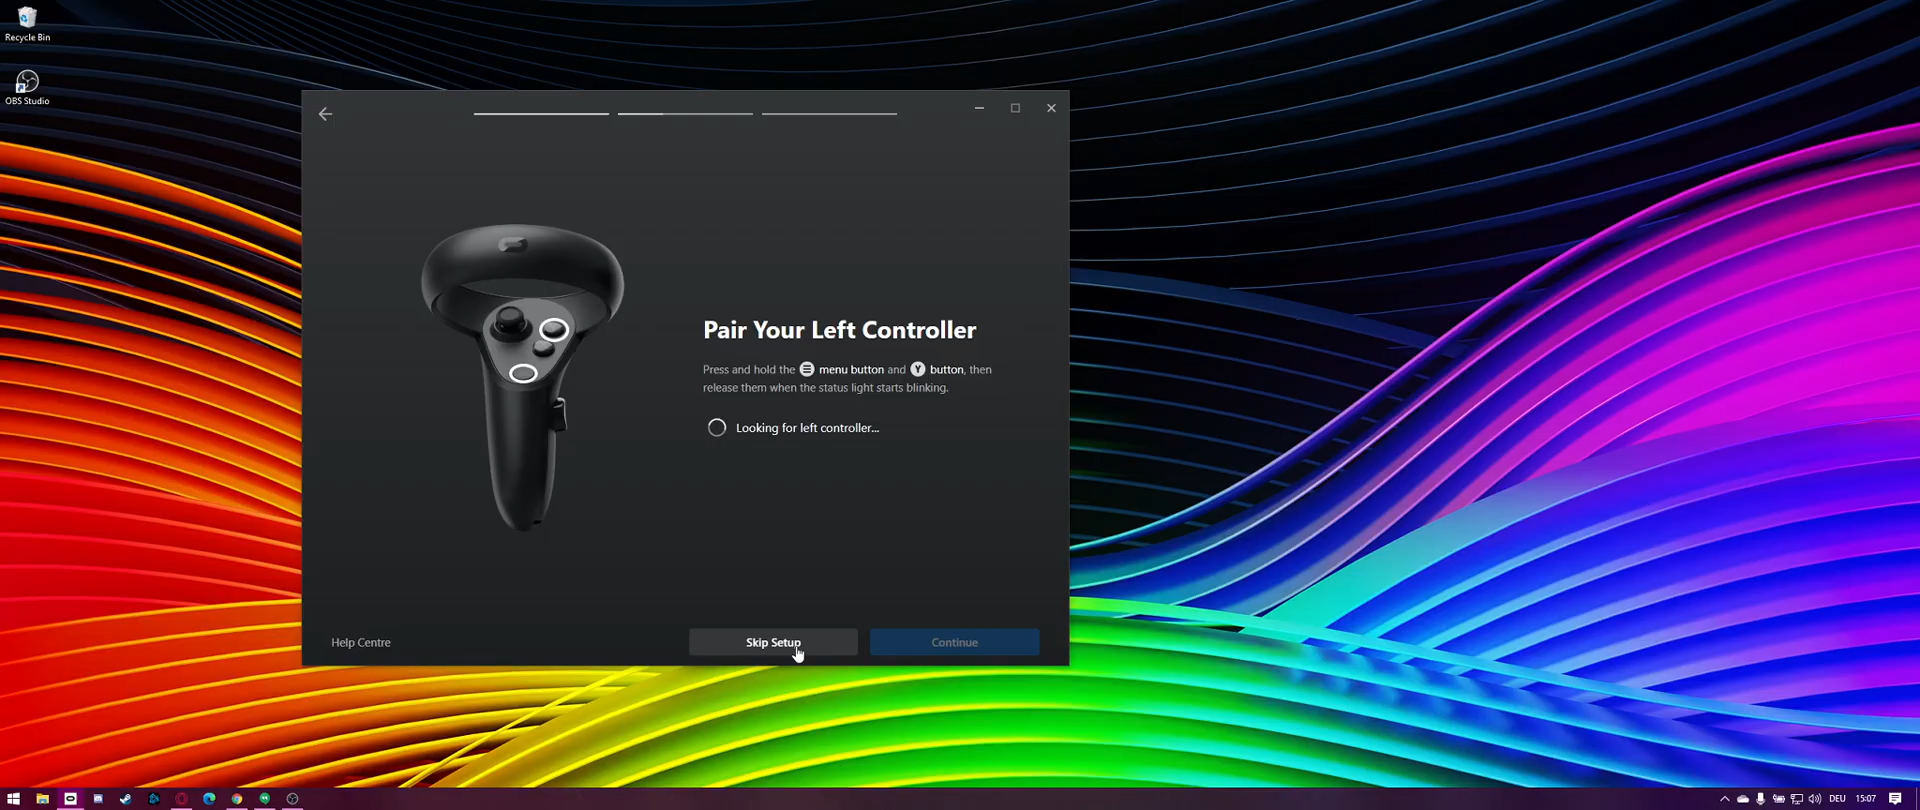 Recycle Bin
OBS Studio
Pair Your Left Controller
Press and hold the menu button and Y button, then
release them when the status light starts blinking.
Looking for left controller...
Help Centre
Skip Setup
Continue
DEU
15:07